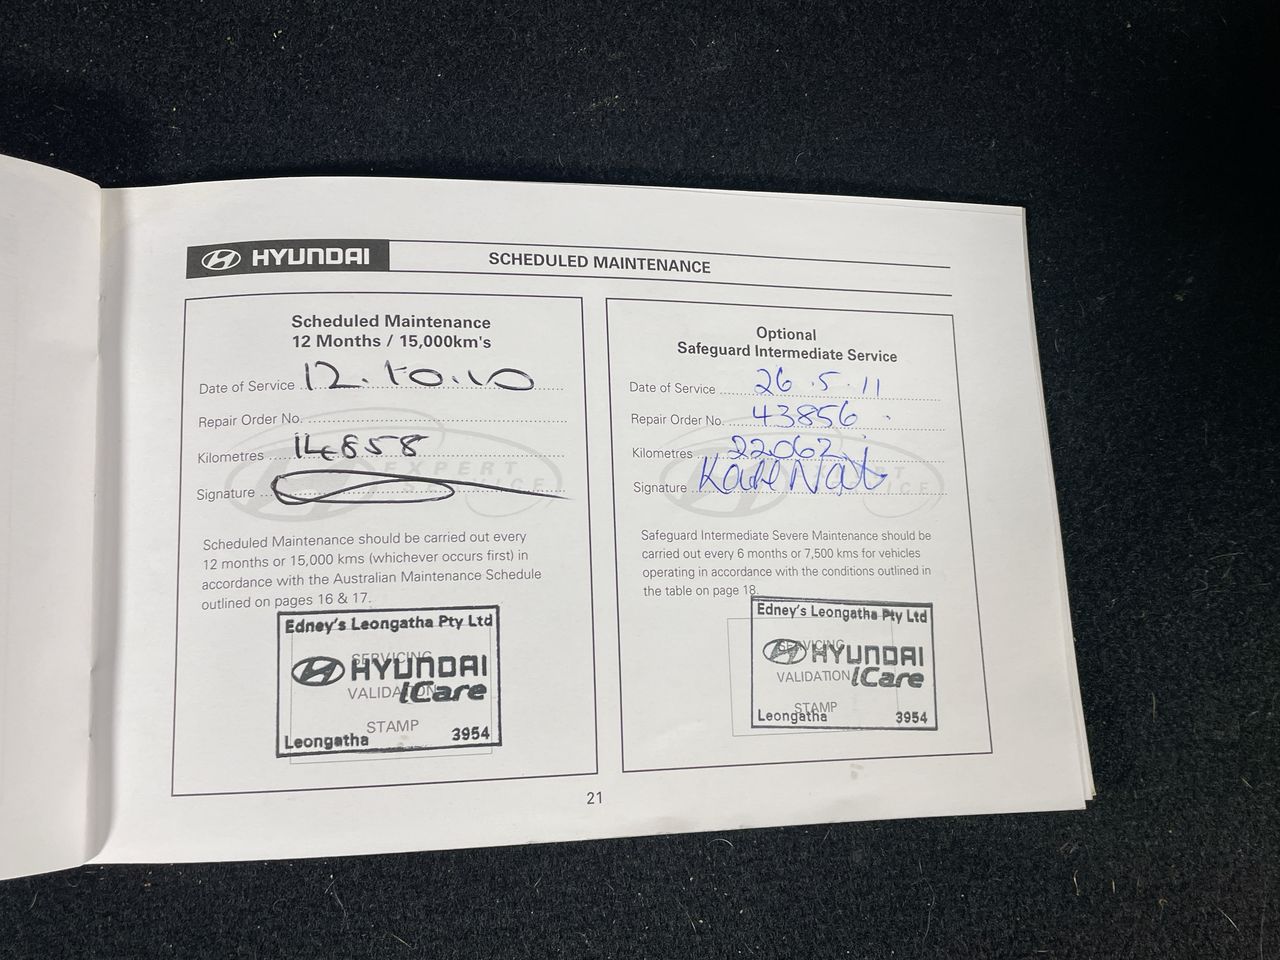 HYUNDAI
SCHEDULED MAINTENANCE
Scheduled Maintenance
12 Months / 15,000km's
Date of Service 12.10.10
Repair Order No.
Kilometres 14858
EXPERT
SERVICE
Signature
Scheduled Maintenance should be carried out every
12 months or 15,000 kms (whichever occurs first) in
accordance with the Australian Maintenance Schedule
outlined on pages 16 & 17.
Edney's Leongatha Pty Ltd
SERVICING
HYUNDAI
VALIDATION
iCare
STAMP
Leongatha 3954
Optional
Safeguard Intermediate Service
Date of Service 26.5.11
Repair Order No. 43856
Kilometres 22062
EXPERT
SERVICE
Signature
Safeguard Intermediate Severe Maintenance should be
carried out every 6 months or 7,500 kms for vehicles
operating in accordance with the conditions outlined in
the table on page 18.
Edney's Leongatha Pty Ltd
SERVICING
HYUNDAI
VALIDATION
iCare
STAMP
Leongatha 3954
21